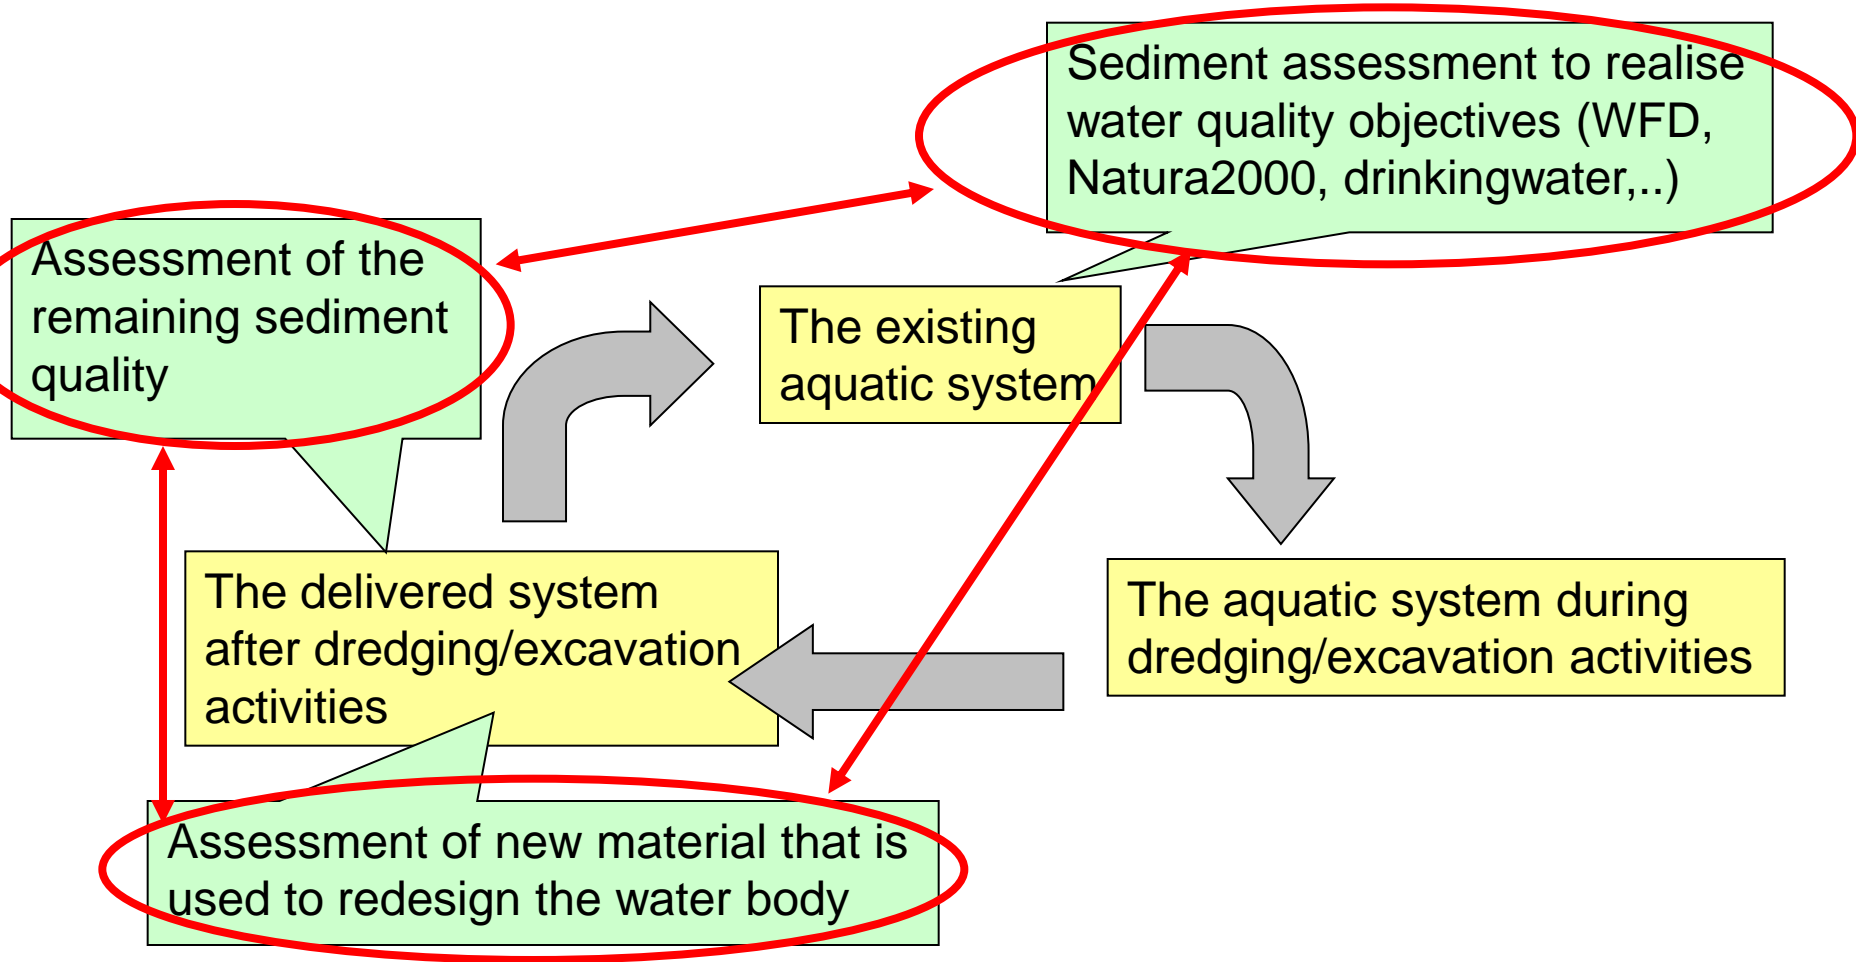 Sediment assessment to realise
water quality objectives (WFD,
Natura2000, drinkingwater,..)
Assessment of the
remaining sediment
quality
The existing
aquatic system
The delivered system
after dredging/excavation
activities
The aquatic system during
dredging/excavation activities
Assessment of new material that is
used to redesign the water body